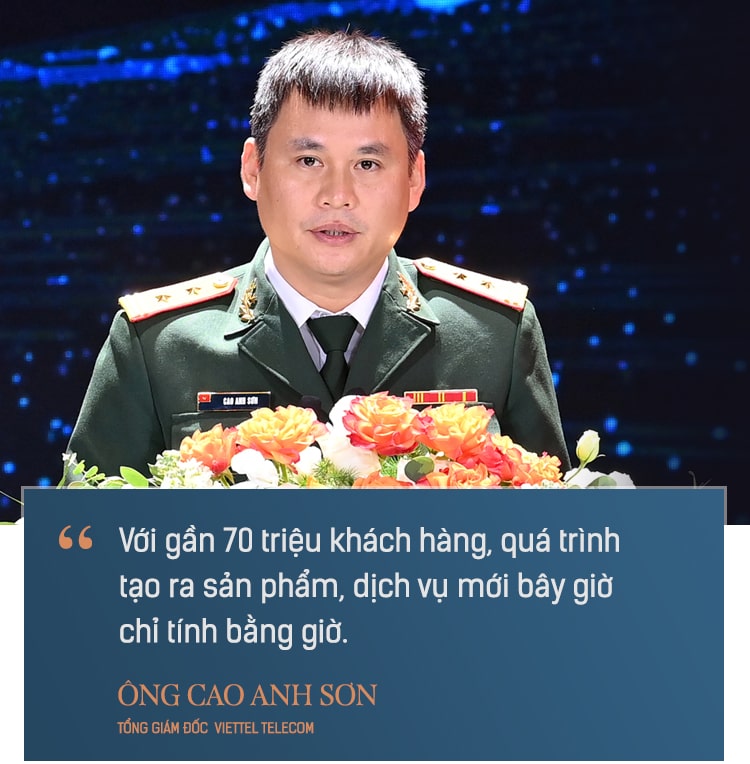 CAO ANH SƠN
“
Với gần 70 triệu khách hàng, quá trình
tạo ra sản phẩm, dịch vụ mới bây giờ
chỉ tính bằng giờ.
ÔNG CAO ANH SƠN
TỔNG GIÁM ĐỐC VIETTEL TELECOM